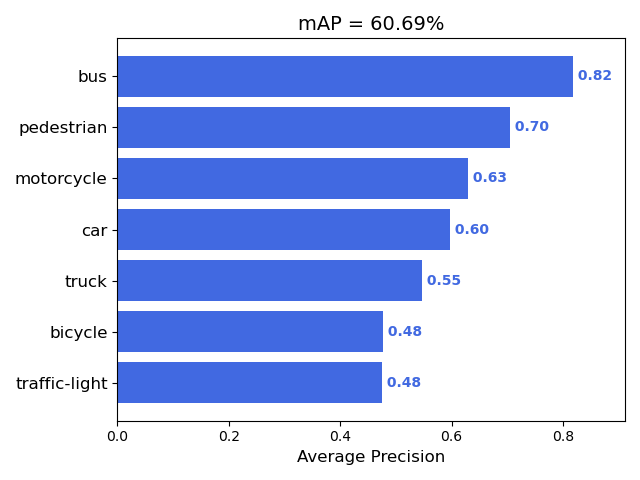 mAP = 60.69%
bus
0.82
pedestrian
0.70
motorcycle
0.63
car
0.60
truck
0.55
bicycle
0.48
traffic-light
0.48
0.0 0.2 0.4 0.6 0.8
Average Precision